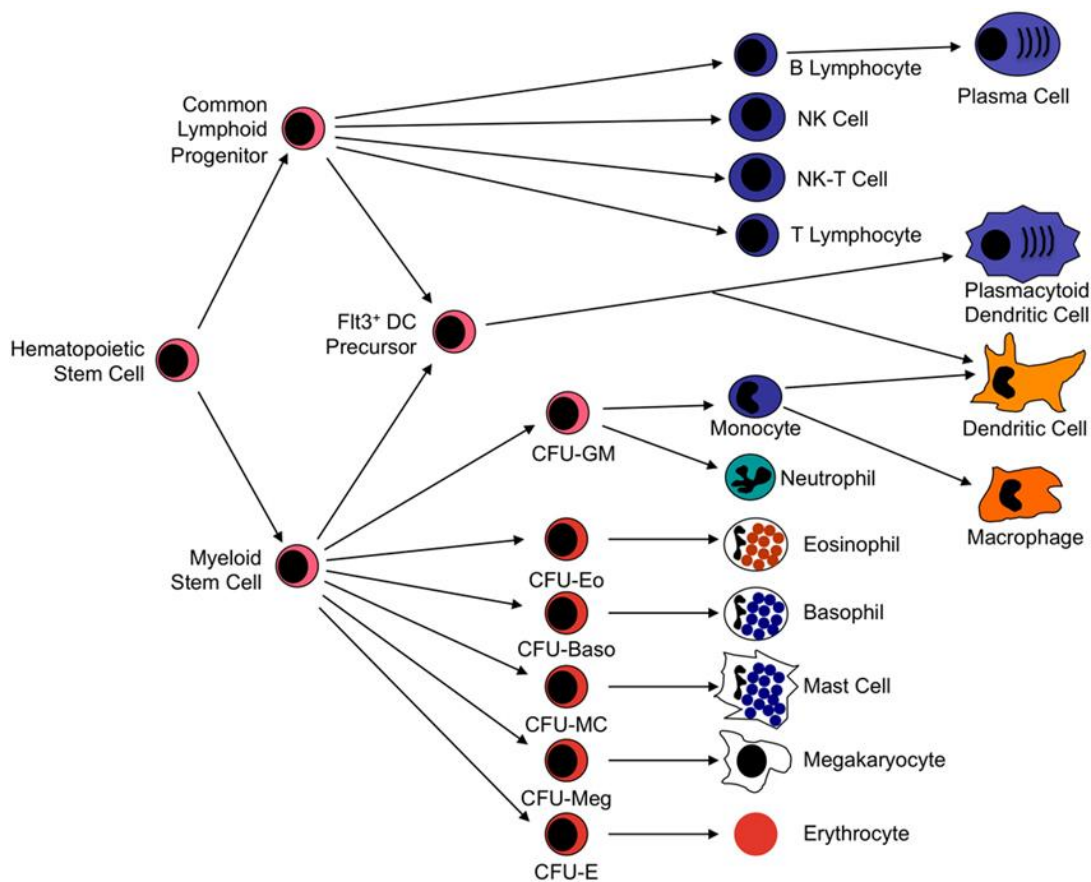 B Lymphocyte
Plasma Cell
Common
Lymphoid
Progenitor
NK Cell
NK-T Cell
T Lymphocyte
Plasmacytoid
Dendritic Cell
Flt3⁺ DC
Precursor
Hematopoietic
Stem Cell
CFU-GM
Monocyte
Dendritic Cell
Neutrophil
Macrophage
Myeloid
Stem Cell
CFU-Eo
Eosinophil
CFU-Baso
Basophil
CFU-MC
Mast Cell
CFU-Meg
Megakaryocyte
CFU-E
Erythrocyte